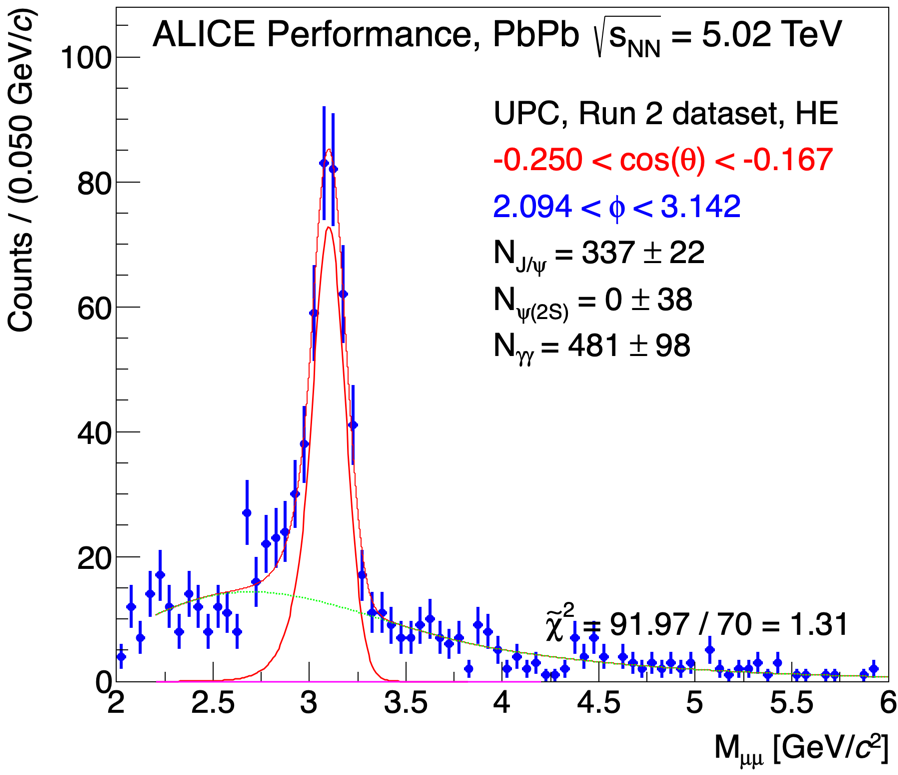 ALICE Performance, PbPb √sNN = 5.02 TeV
UPC, Run 2 dataset, HE
-0.250 < cos(θ) < -0.167
2.094 < ϕ < 3.142
NJ/ψ = 337 ± 22
Nψ(2S) = 0 ± 38
Nγγ = 481 ± 98
χ̃² = 91.97 / 70 = 1.31
Counts / (0.050 GeV/c)
100
80
60
40
20
0
2 2.5 3 3.5 4 4.5 5 5.5 6
Mμμ [GeV/c²]